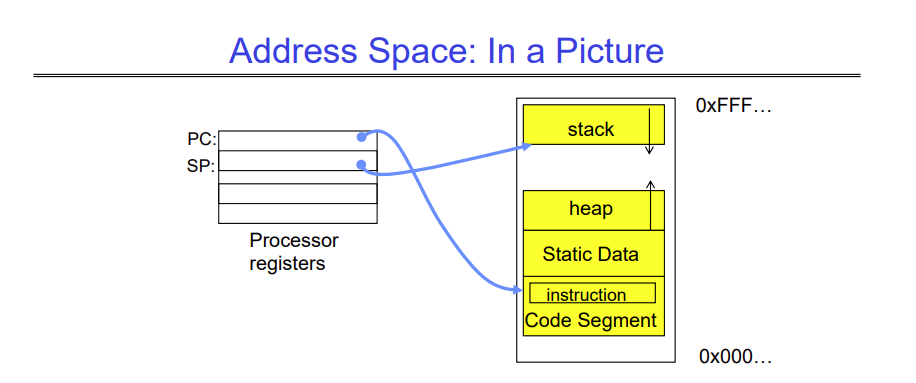 Address Space: In a Picture
0xFFF…
PC:
SP:
stack
heap
Processor
registers
Static Data
instruction
Code Segment
0x000…